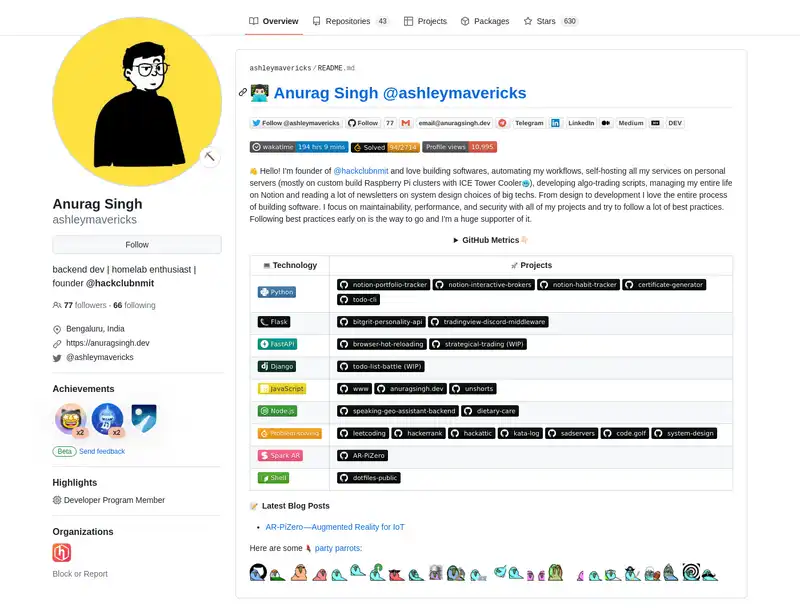 Overview
Repositories 43
Projects
Packages
Stars 630
Anurag Singh
ashleymavericks
Follow
backend dev | homelab enthusiast |
founder @hackclubnmit
77 followers · 66 following
Bengaluru, India
https://anuragsingh.dev
@ashleymavericks
Achievements
x2
x2
Beta Send feedback
Highlights
Developer Program Member
Organizations
Block or Report
ashleymavericks/README.md
Anurag Singh @ashleymavericks
Follow @ashleymavericks Follow 77 email@anuragsingh.dev Telegram LinkedIn Medium DEV
wakatime 194 hrs 9 mins Solved 94/2714 Profile views 10,995
Hello! I'm founder of @hackclubnmit and love building softwares, automating my workflows, self-hosting all my services on personal
servers (mostly on custom build Raspberry Pi clusters with ICE Tower Cooler), developing algo-trading scripts, managing my entire life
on Notion and reading a lot of newsletters on system design choices of big techs. From design to development I love the entire process
of building software. I focus on maintainability, performance, and security with all of my projects and try to follow a lot of best practices.
Following best practices early on is the way to go and I'm a huge supporter of it.
GitHub Metrics
Technology Projects
Python notion-portfolio-tracker notion-interactive-brokers notion-habit-tracker certificate-generator
todo-cli
Flask bitgrit-personality-api tradingview-discord-middleware
FastAPI browser-hot-reloading strategical-trading (WIP)
Django todo-list-battle (WIP)
JavaScript www anuragsingh.dev unshorts
Node.js speaking-geo-assistant-backend dietary-care
Problem-solving leetcoding hackerrank hackattic kata-log sadservers code.golf system-design
Spark AR AR-PiZero
Shell dotfiles-public
Latest Blog Posts
AR-PiZero—Augmented Reality for IoT
Here are some party parrots: